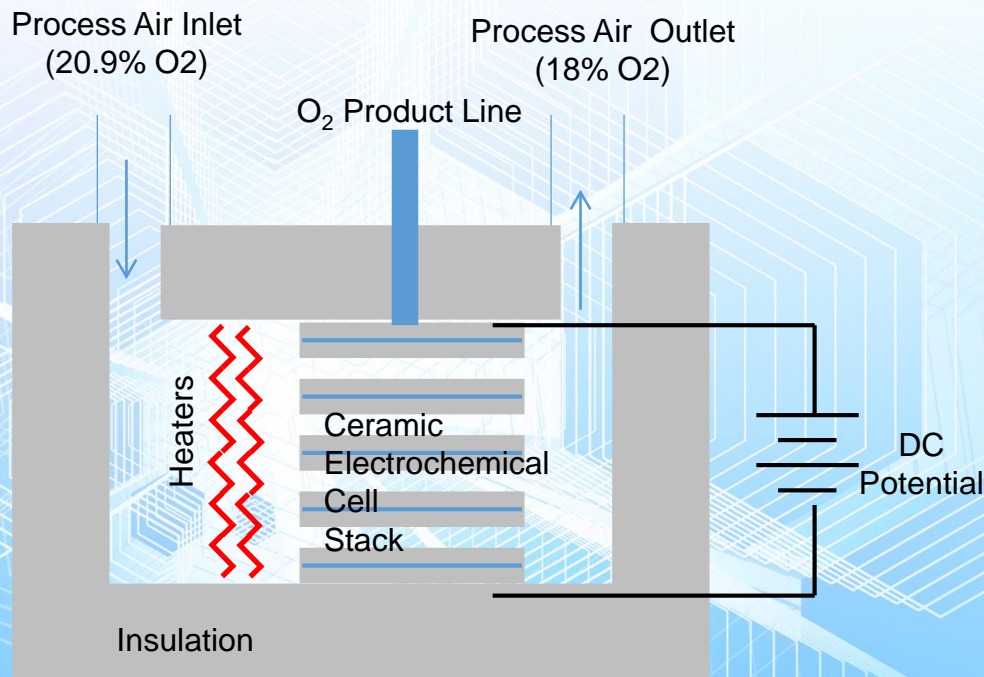 Process Air Inlet
(20.9% O2)
Process Air Outlet
(18% O2)
O₂ Product Line
Heaters
Ceramic
Electrochemical
Cell
Stack
DC
Potential
Insulation